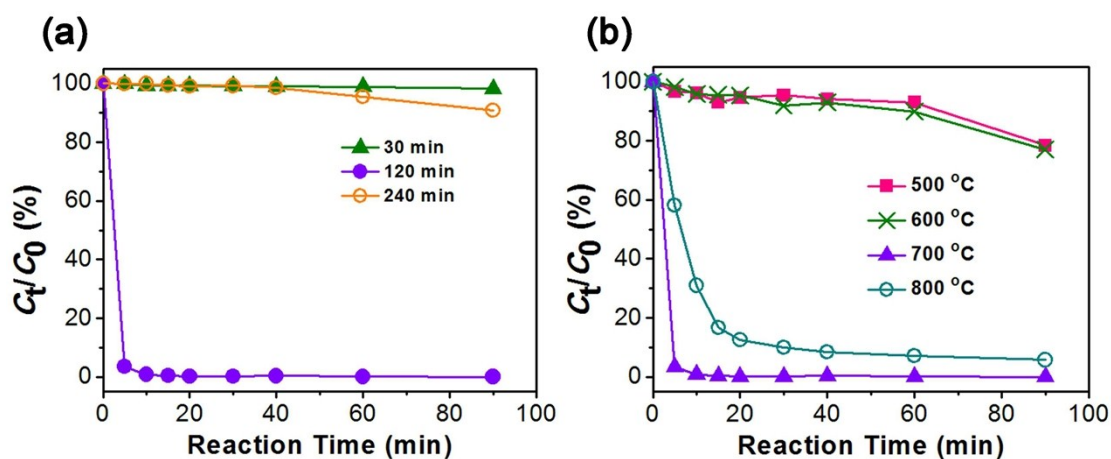 (a)
100
80
60
40
20
0
Ct/C0 (%)
30 min
120 min
240 min
0 20 40 60 80 100
Reaction Time (min)
(b)
100
80
60
40
20
0
Ct/C0 (%)
500 °C
600 °C
700 °C
800 °C
0 20 40 60 80 100
Reaction Time (min)